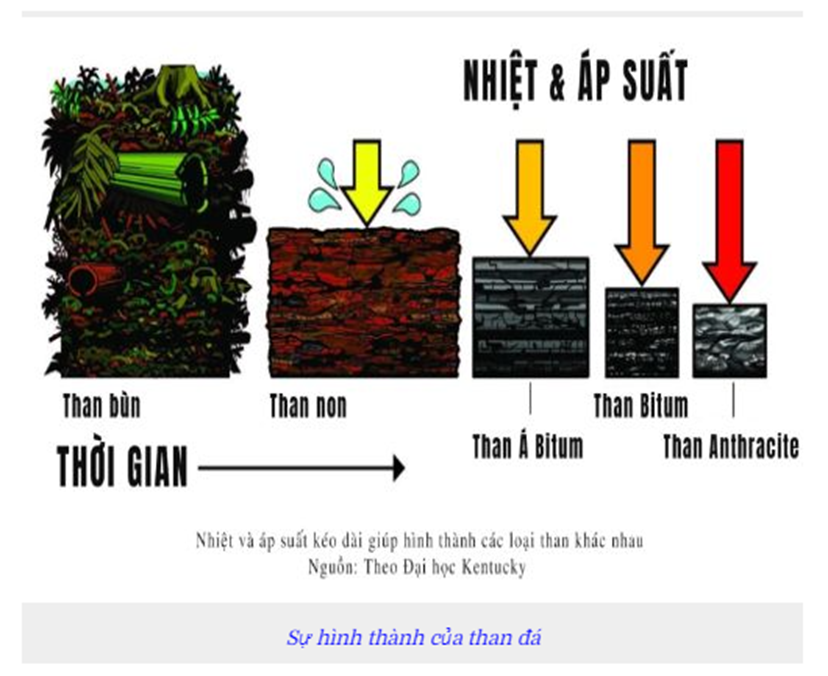 NHIỆT & ÁP SUẤT
Than bùn
Than non
Than Á Bitum
Than Bitum
Than Anthracite
THỜI GIAN
Nhiệt và áp suất kéo dài giúp hình thành các loại than khác nhau
Nguồn: Theo Đại học Kentucky
Sự hình thành của than đá